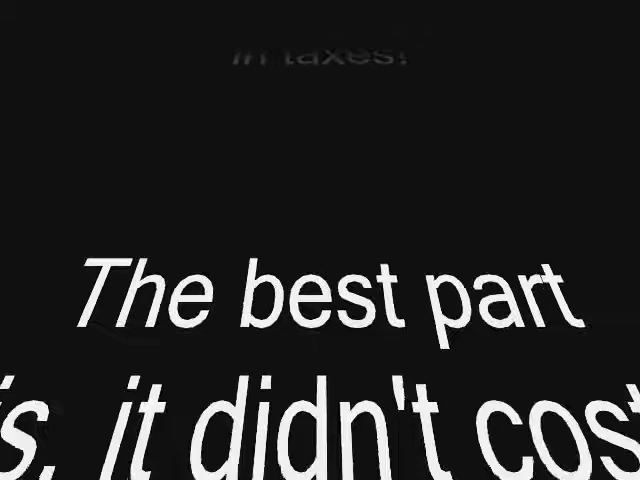 in taxes!
The best part
s, it didn't cost